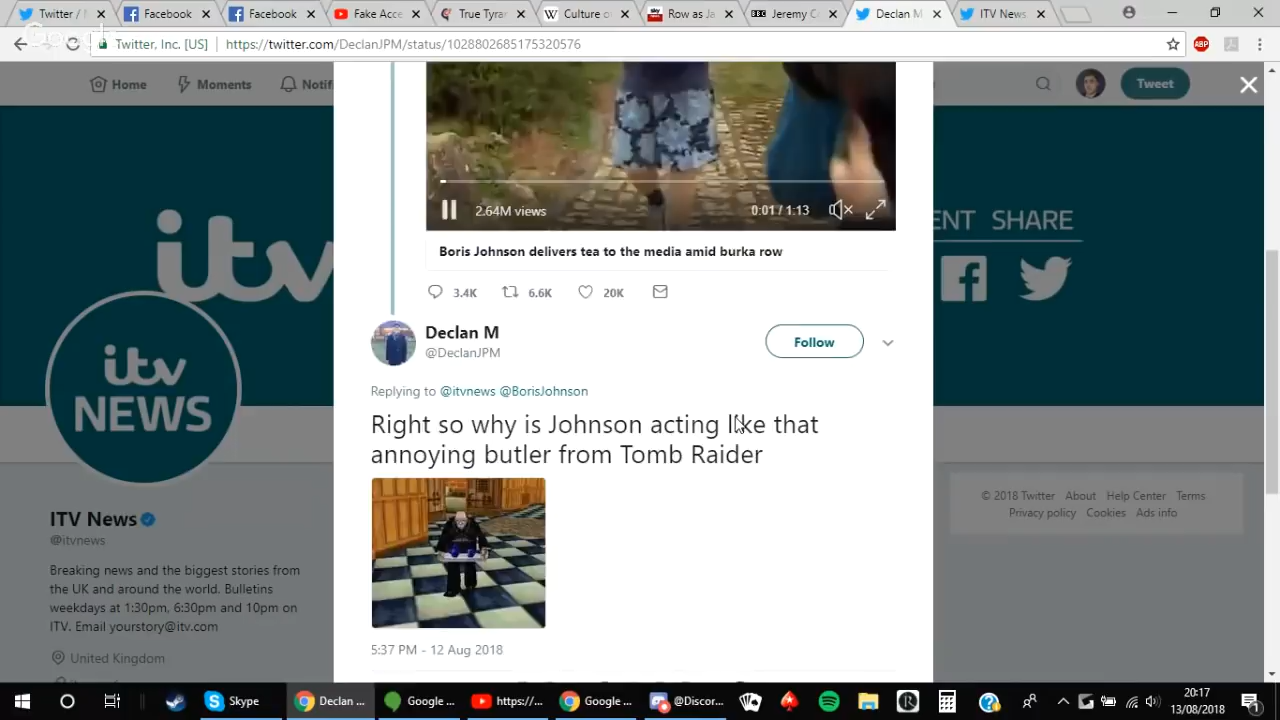 Twitter / N
Facebook
Facebook
Fake Acce
True Tyra
Culture o
Row as Ja
Jeremy C
Declan M
ITV News
Twitter, Inc. [US]
https://twitter.com/DeclanJPM/status/1028802685175320576
ABP
Home
Moments
Notifi
Tweet
2.64M views
0:01 / 1:13
Boris Johnson delivers tea to the media amid burka row
3.4K
6.6K
20K
Declan M
@DeclanJPM
Follow
Replying to @itvnews @BorisJohnson
Right so why is Johnson acting like that
annoying butler from Tomb Raider
5:37 PM - 12 Aug 2018
itv
itv
NEWS
ENT SHARE
ITV News
@itvnews
Breaking news and the biggest stories from
the UK and around the world. Bulletins
weekdays at 1:30pm, 6:30pm and 10pm on
ITV. Email yourstory@itv.com
United Kingdom
© 2018 Twitter About Help Center Terms
Privacy policy Cookies Ads info
Skype
Declan ...
Google ...
https:/...
Google ...
@Discor...
20:17
13/08/2018